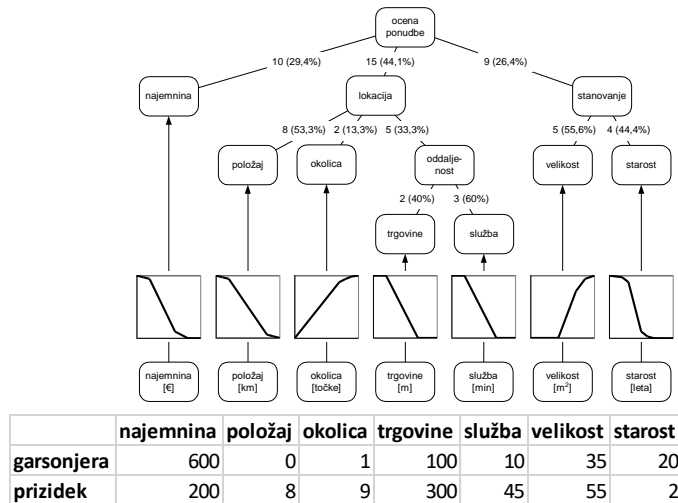 ocena
ponudbe
10 (29,4%) 15 (44,1%) 9 (26,4%)
najemnina lokacija stanovanje
8 (53,3%) 2 (13,3%) 5 (33,3%) 5 (55,6%) 4 (44,4%)
položaj okolica oddalje-
nost velikost starost
2 (40%) 3 (60%)
trgovine služba
najemnina
[€]
položaj
[km]
okolica
[točke]
trgovine
[m]
služba
[min]
velikost
[m²]
starost
[leta]
najemnina položaj okolica trgovine služba velikost starost
garsonjera 600 0 1 100 10 35 20
prizidek 200 8 9 300 45 55 2